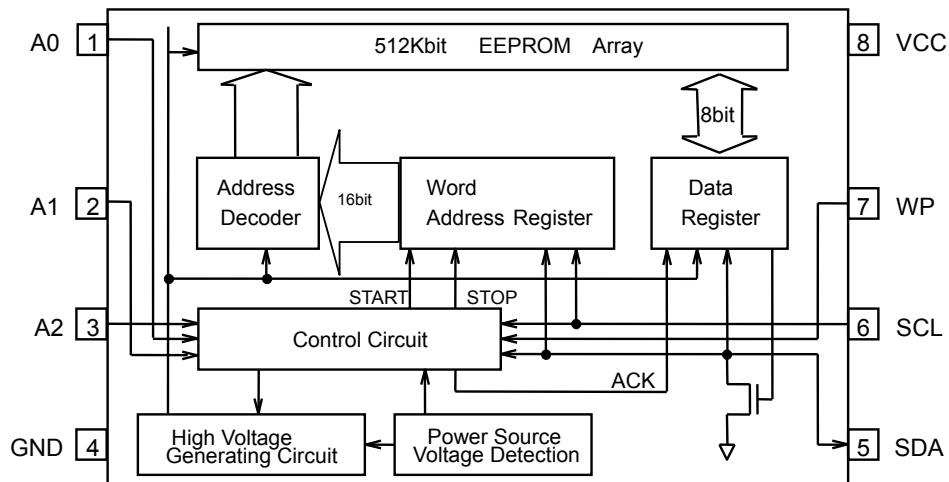 A0 1 512Kbit EEPROM Array 8 VCC
8bit
A1 2 Address Decoder 16bit Word Address Register Data Register 7 WP
START STOP
A2 3 Control Circuit 6 SCL
ACK
GND 4 High Voltage Generating Circuit Power Source Voltage Detection 5 SDA